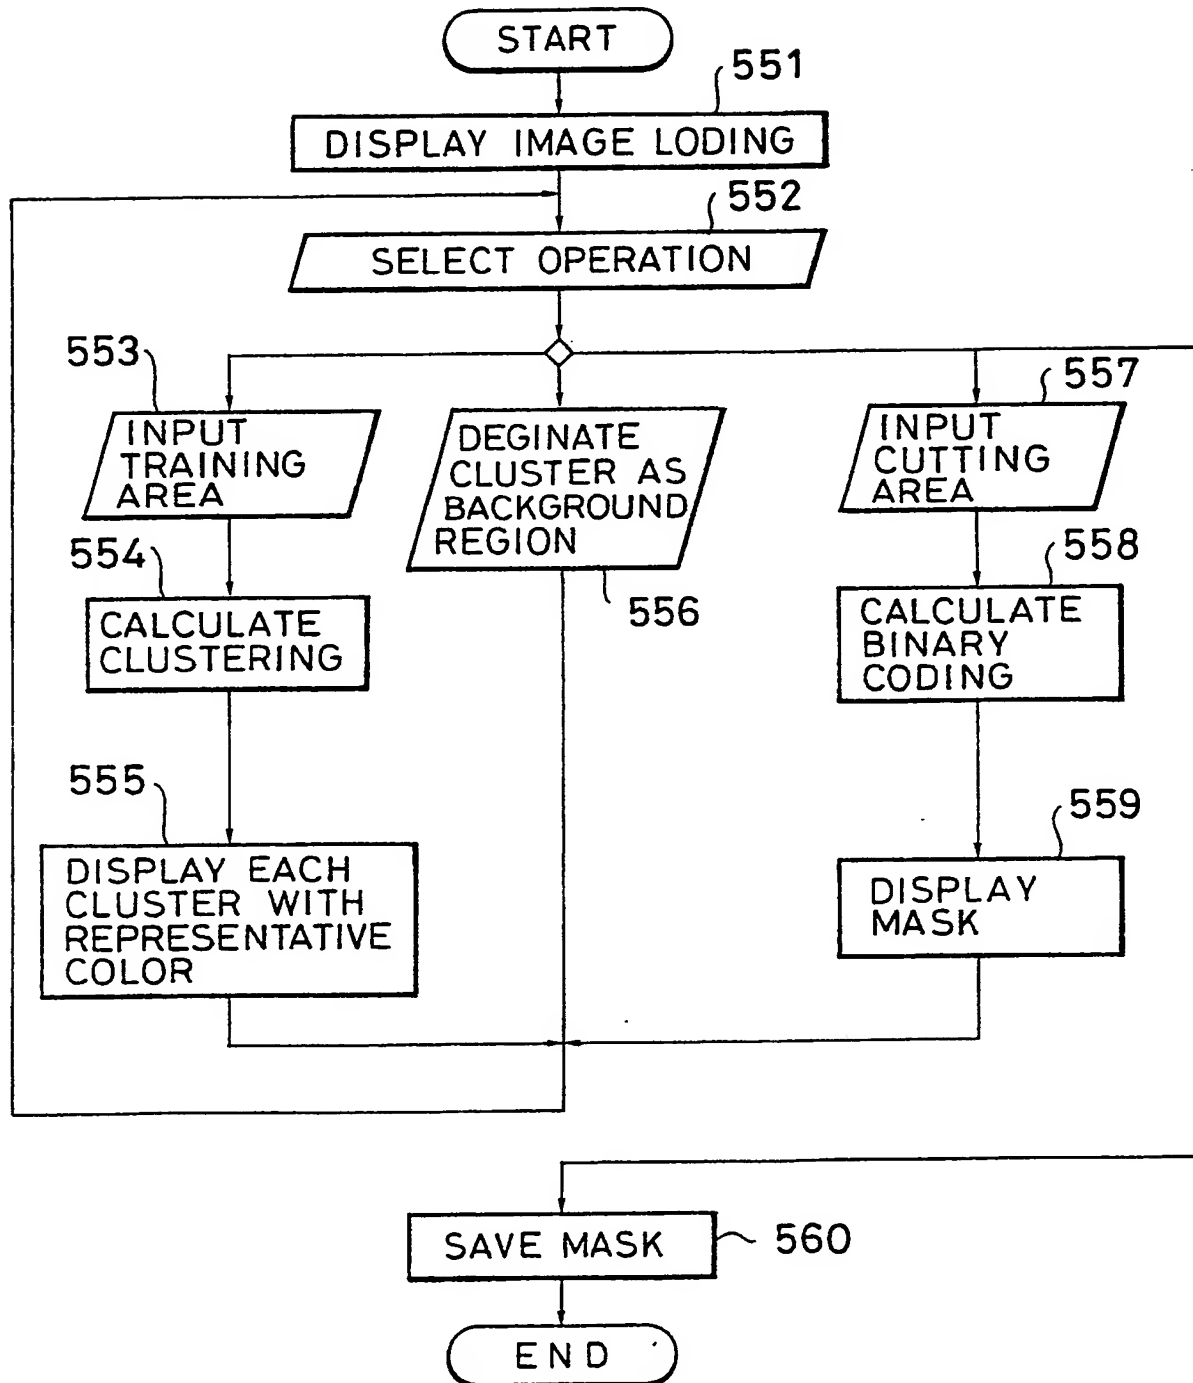 START
551
DISPLAY IMAGE LODING
552
SELECT OPERATION
553
INPUT
TRAINING
AREA
554
CALCULATE
CLUSTERING
555
DISPLAY EACH
CLUSTER WITH
REPRESENTATIVE
COLOR
DEGINATE
CLUSTER AS
BACKGROUND
REGION
556
557
INPUT
CUTTING
AREA
558
CALCULATE
BINARY
CODING
559
DISPLAY
MASK
SAVE MASK
560
END